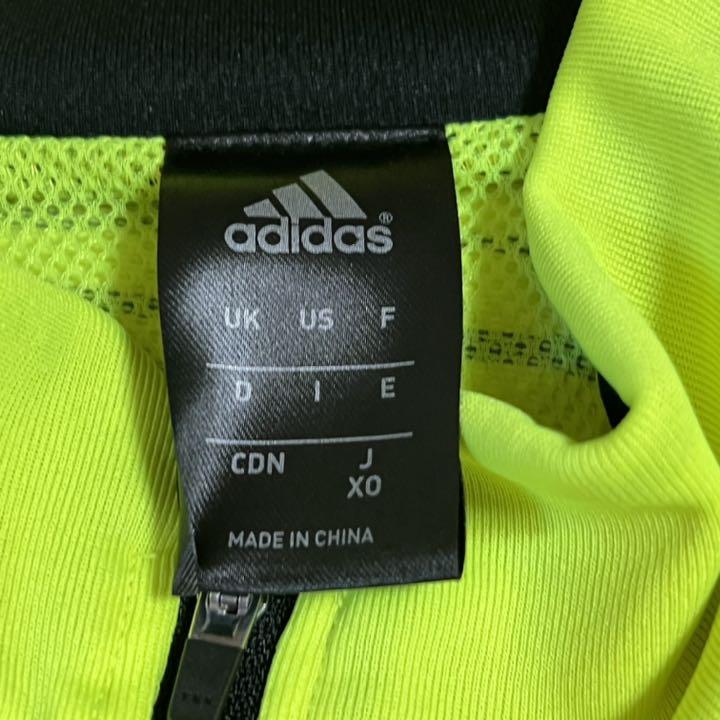 adidas®
UK US F
D I E
CDN J
XO
MADE IN CHINA